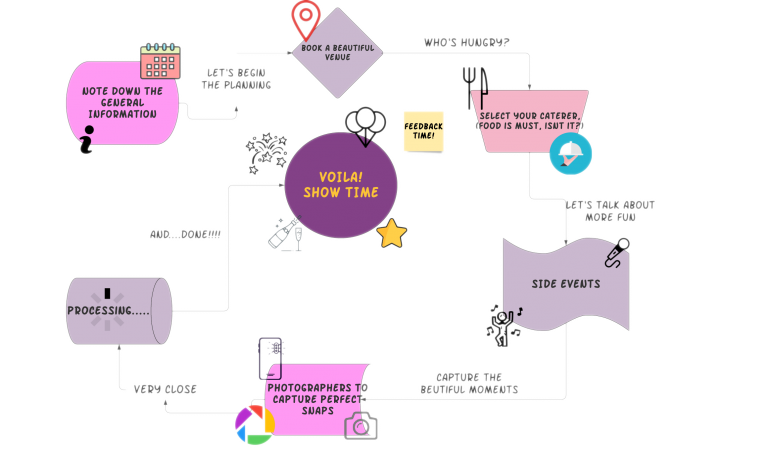 NOTE DOWN THE
GENERAL
INFORMATION
LET'S BEGIN
THE PLANNING
BOOK A BEAUTIFUL
VENUE
WHO'S HUNGRY?
SELECT YOUR CATERER,
(FOOD IS MUST, ISNT IT?)
LET'S TALK ABOUT
MORE FUN
SIDE EVENTS
CAPTURE THE
BEUTIFUL MOMENTS
PHOTOGRAPHERS TO
CAPTURE PERFECT
SNAPS
VERY CLOSE
PROCESSING.....
AND....DONE!!!!
VOILA!
SHOW TIME
FEEDBACK
TIME!